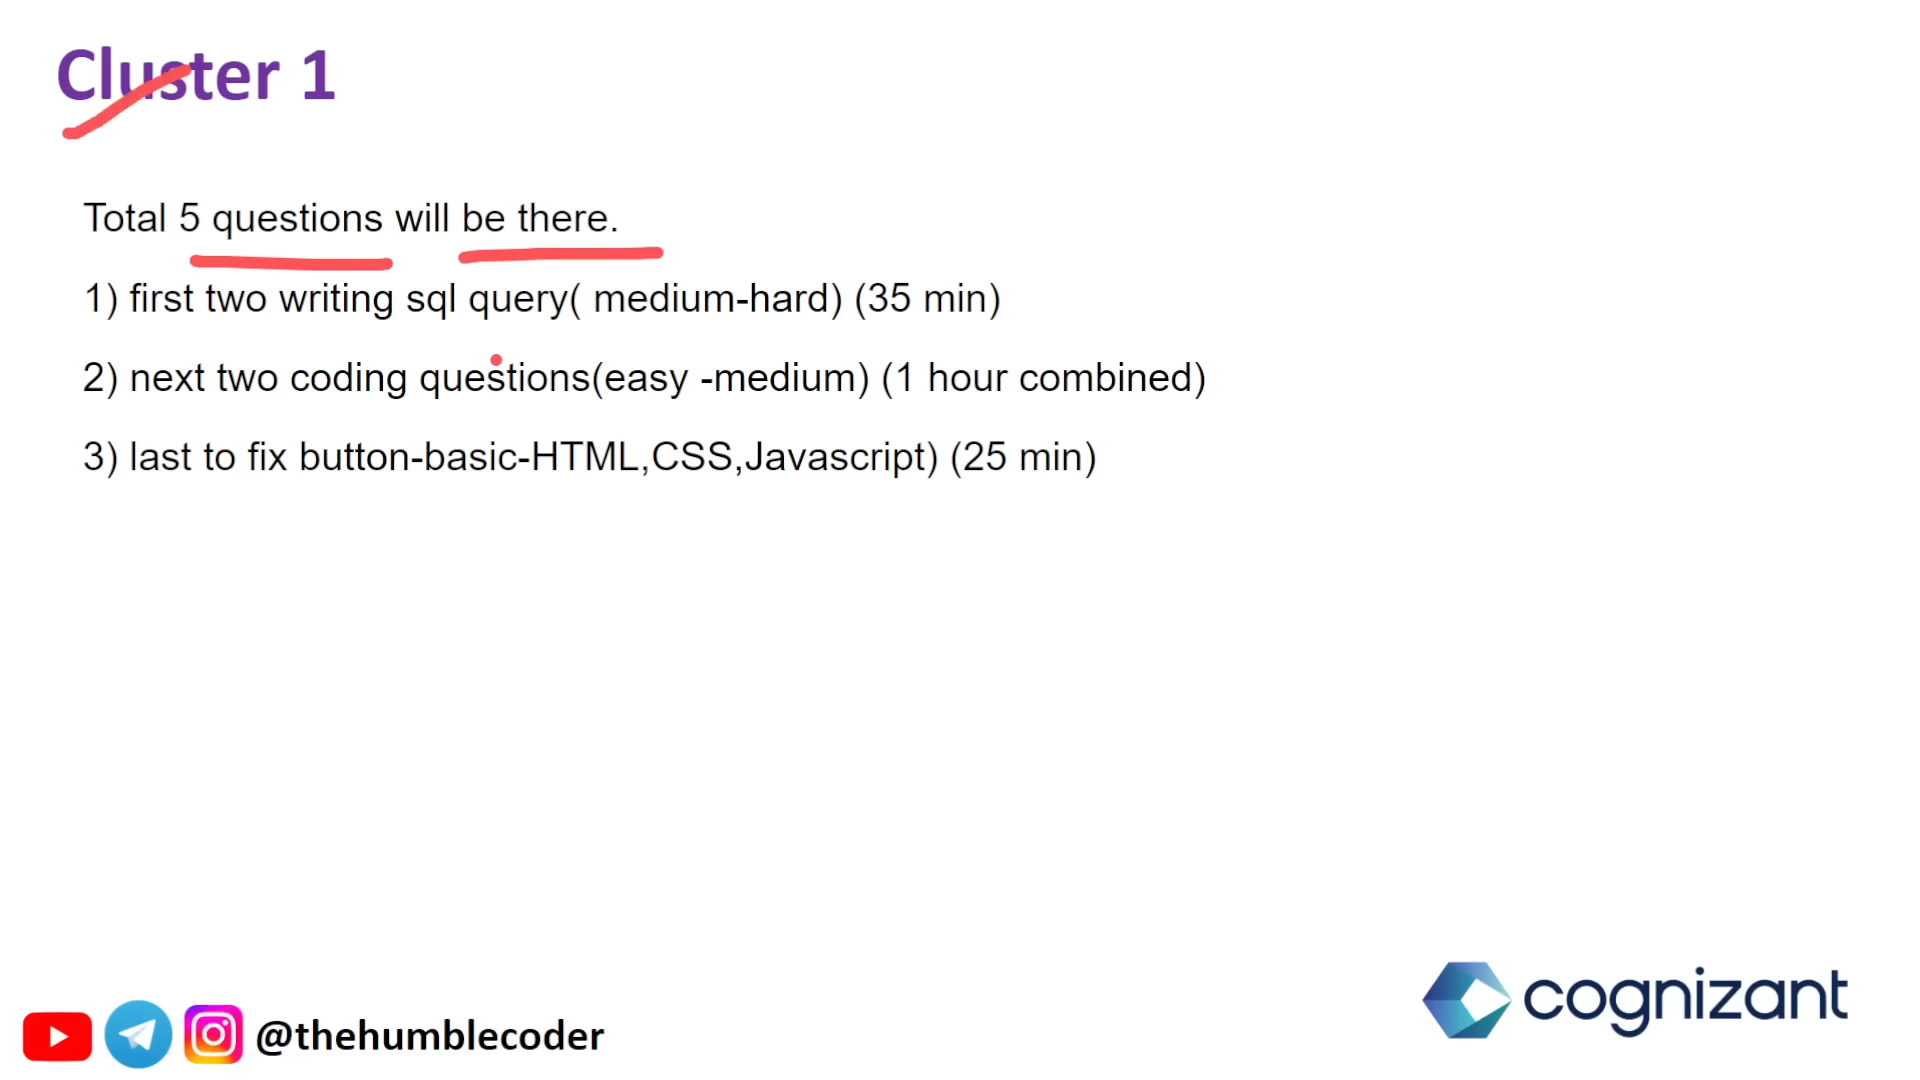 Cluster 1
Total 5 questions will be there.
1) first two writing sql query( medium-hard) (35 min)
2) next two coding questions(easy -medium) (1 hour combined)
3) last to fix button-basic-HTML,CSS,Javascript) (25 min)
@thehumblecoder
cognizant